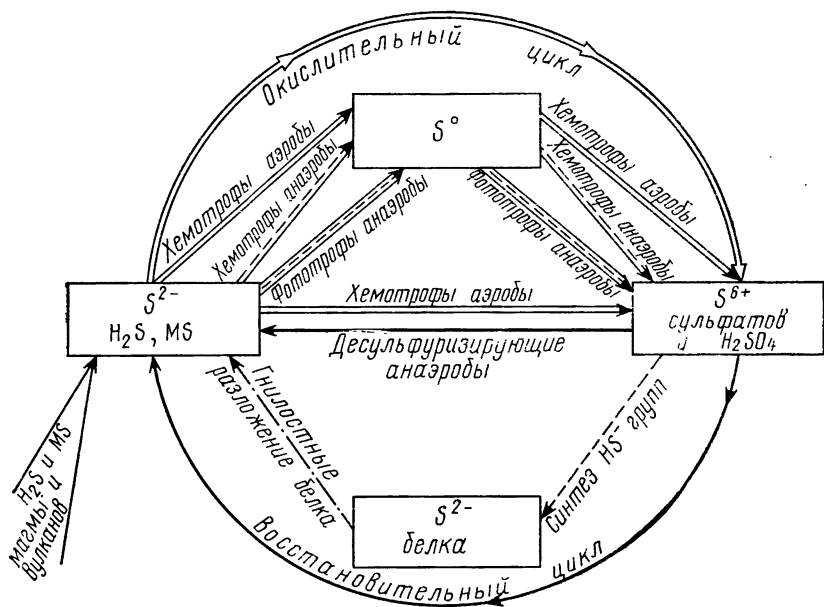 Окислительный цикл
S°
Хемотрофы аэробы
Хемотрофы анаэробы
Фототрофы анаэробы
Хемотрофы аэробы
Хемотрофы анаэробы
Фототрофы анаэробы
S²⁻
H₂S, MS
Хемотрофы аэробы
S⁶⁺
сульфатов
и H₂SO₄
Десульфуризирующие
анаэробы
Гнилостные
разложение белка
Синтез HS⁻ групп
H₂S и MS
магмы и
вулканов
S²⁻
белка
Восстановительный цикл